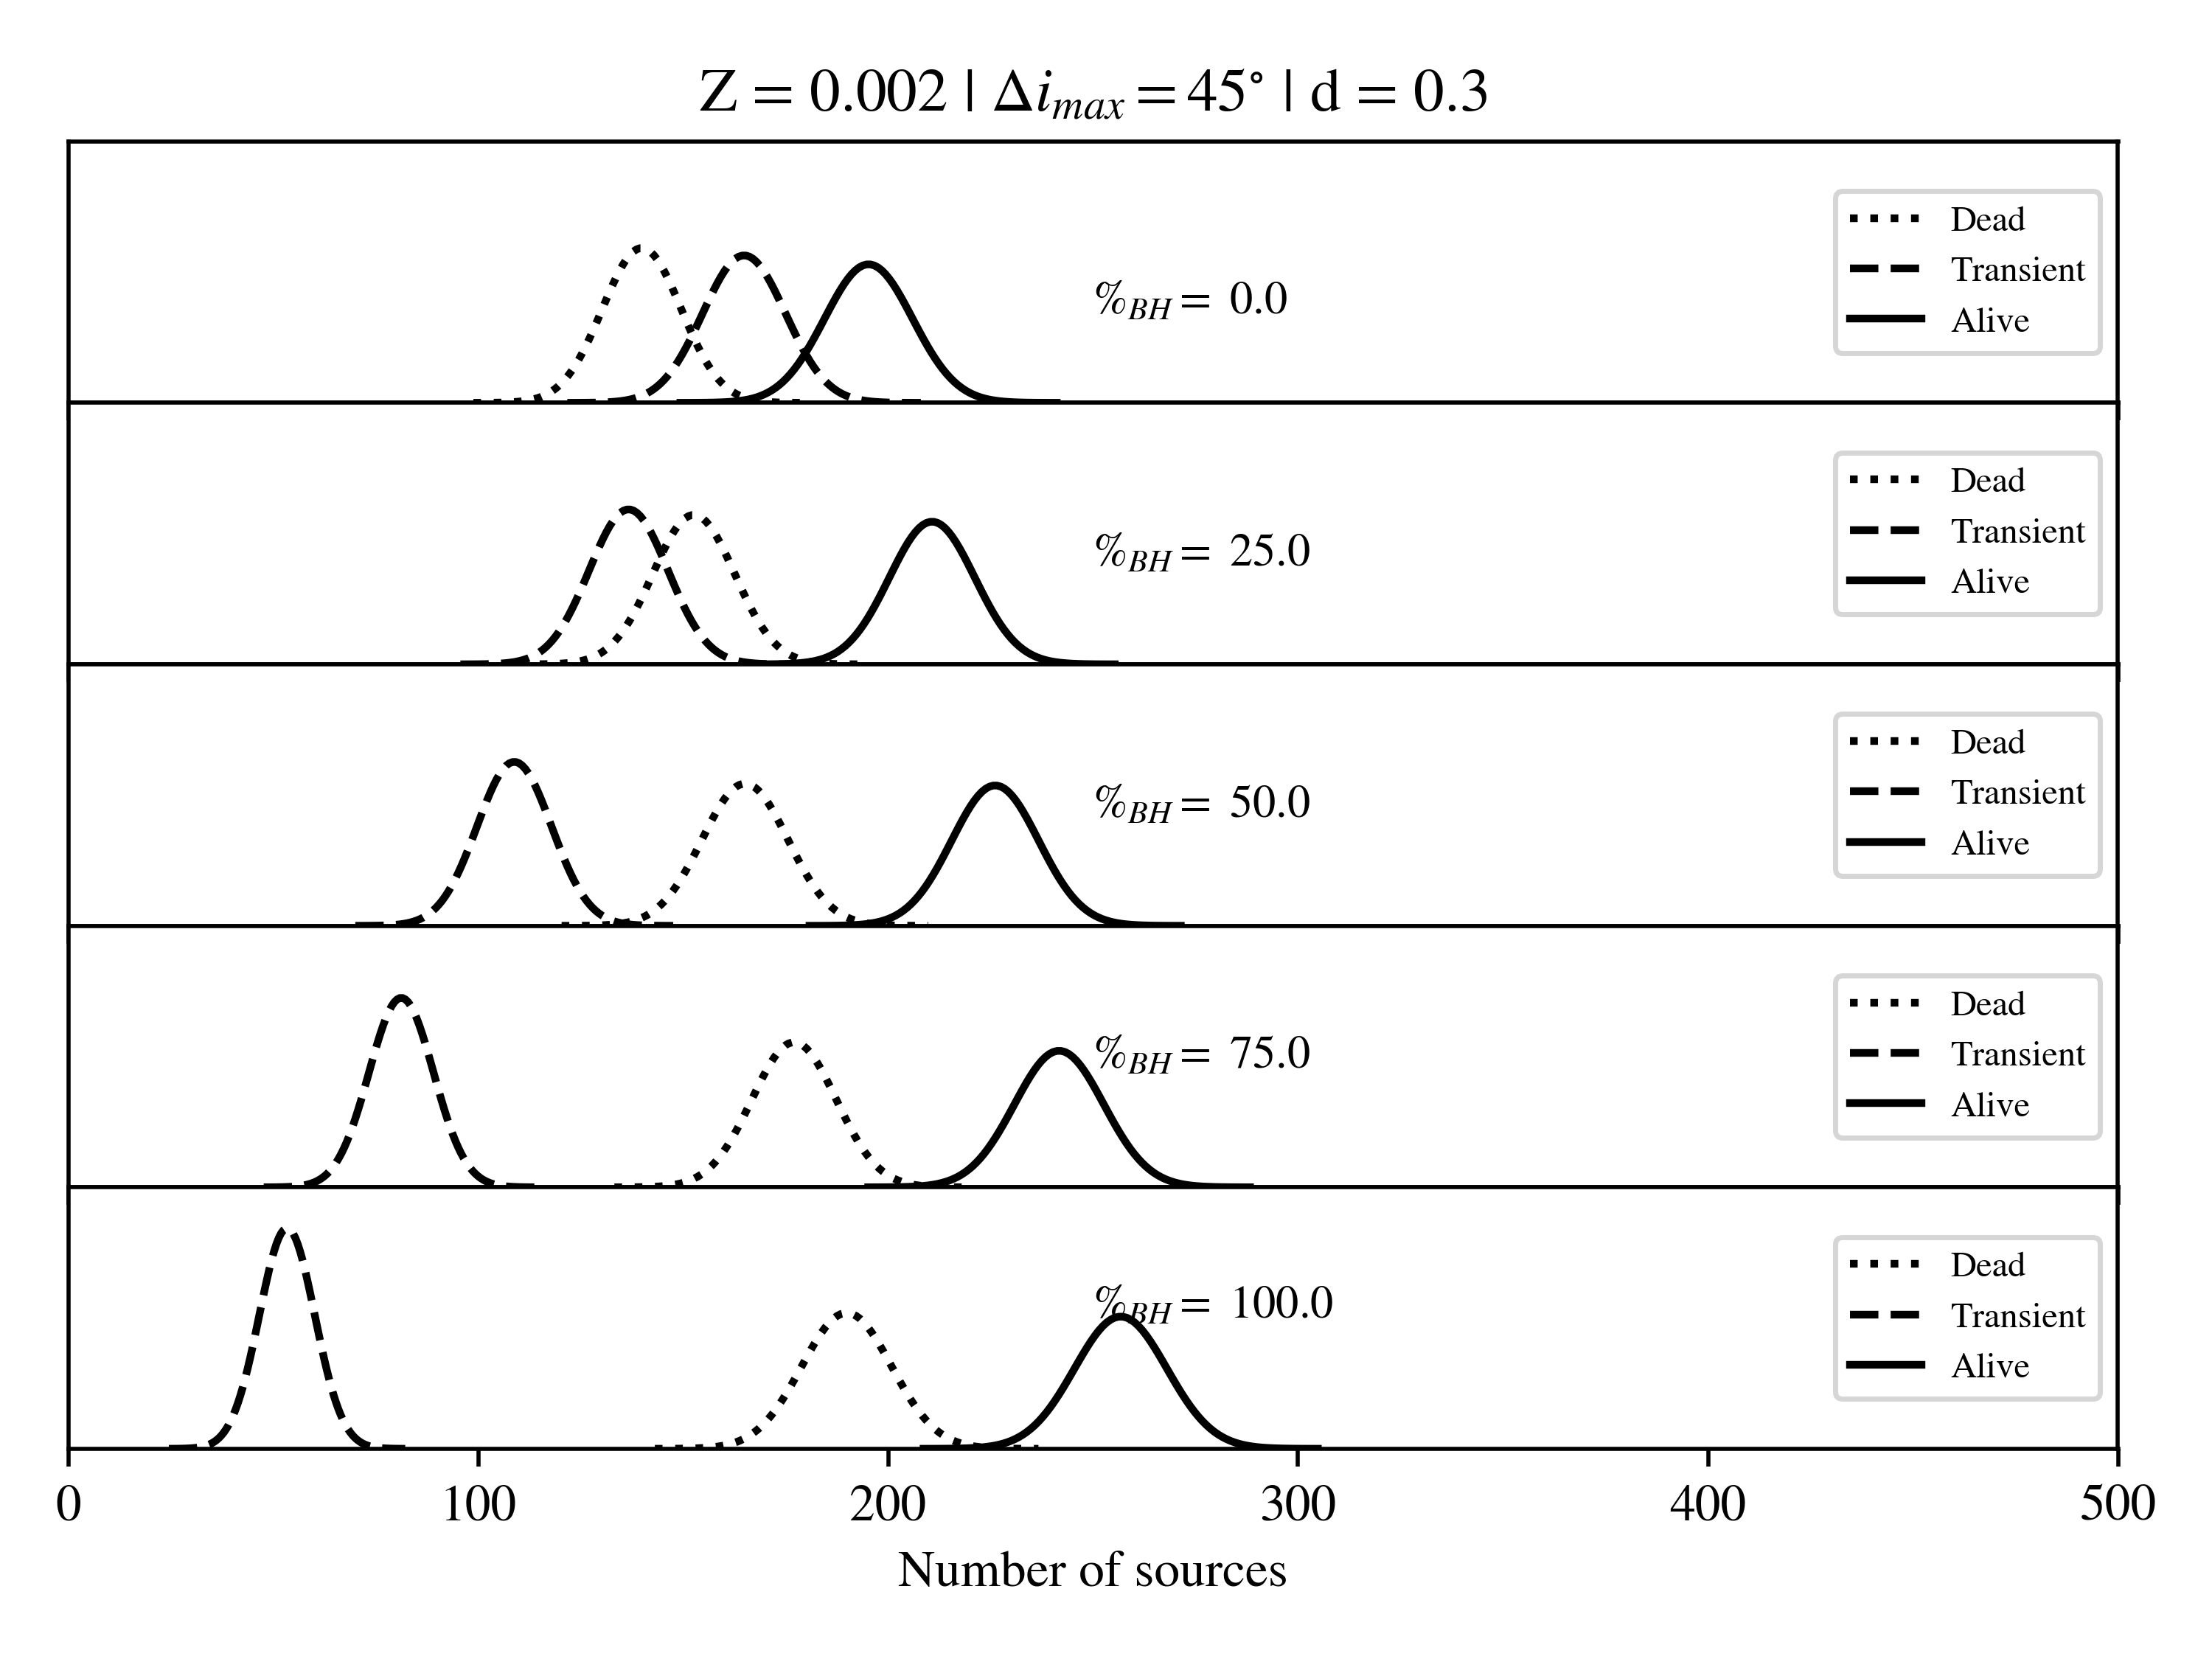 Z = 0.002 | Δi_max = 45° | d = 0.3
%_BH = 0.0
Dead
Transient
Alive
%_BH = 25.0
Dead
Transient
Alive
%_BH = 50.0
Dead
Transient
Alive
%_BH = 75.0
Dead
Transient
Alive
%_BH = 100.0
Dead
Transient
Alive
0 100 200 300 400 500
Number of sources